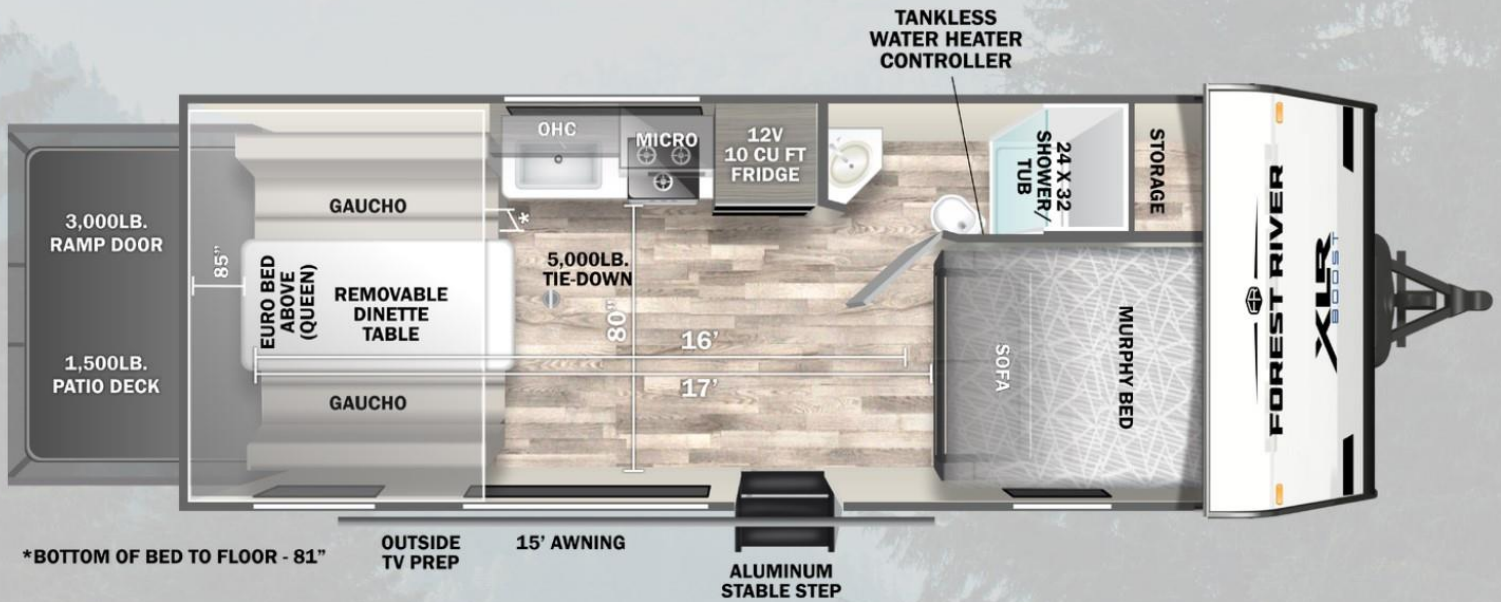 TANKLESS
WATER HEATER
CONTROLLER
OHC
MICRO
12V
10 CU FT
FRIDGE
24 X 32
SHOWER/
TUB
STORAGE
3,000LB.
RAMP DOOR
1,500LB.
PATIO DECK
85”
GAUCHO
*
EURO BED
ABOVE
(QUEEN)
REMOVABLE
DINETTE
TABLE
GAUCHO
5,000LB.
TIE-DOWN
80”
16’
17’
SOFA
MURPHY BED
FOREST RIVER
XLR
BOOST
*BOTTOM OF BED TO FLOOR - 81”
OUTSIDE
TV PREP
15’ AWNING
ALUMINUM
STABLE STEP